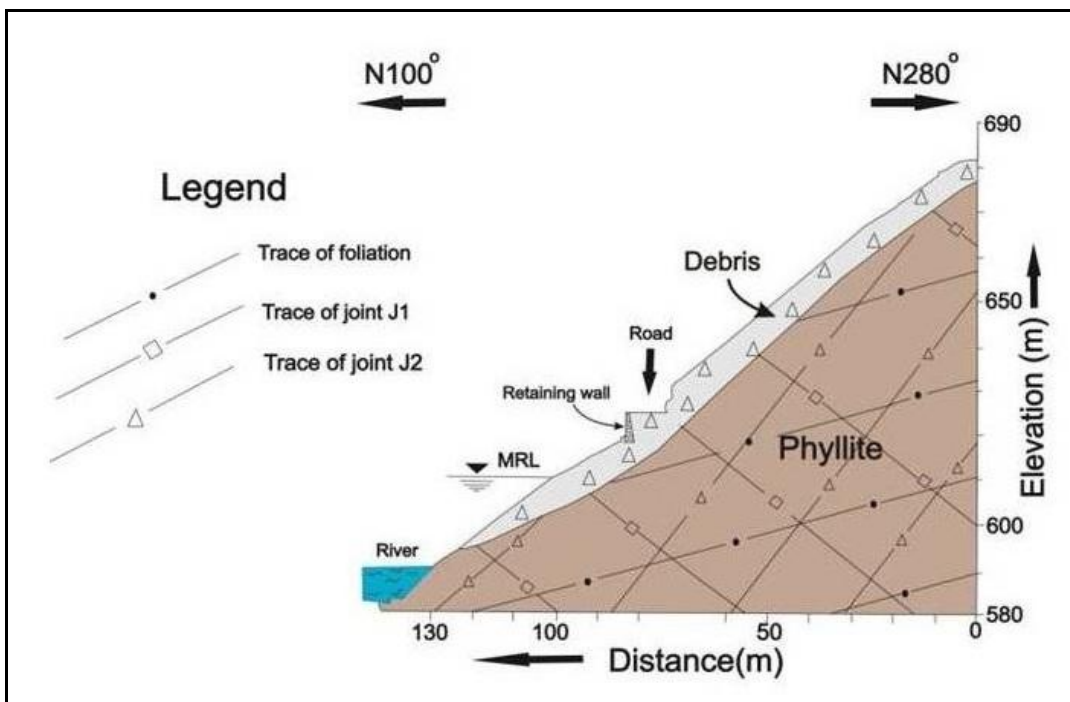 N100°
N280°
690
Legend
Trace of foliation
Debris
650
Trace of joint J1
Road
Trace of joint J2
Retaining wall
Elevation (m)
Phyllite
MRL
600
River
580
130
100
50
0
Distance(m)